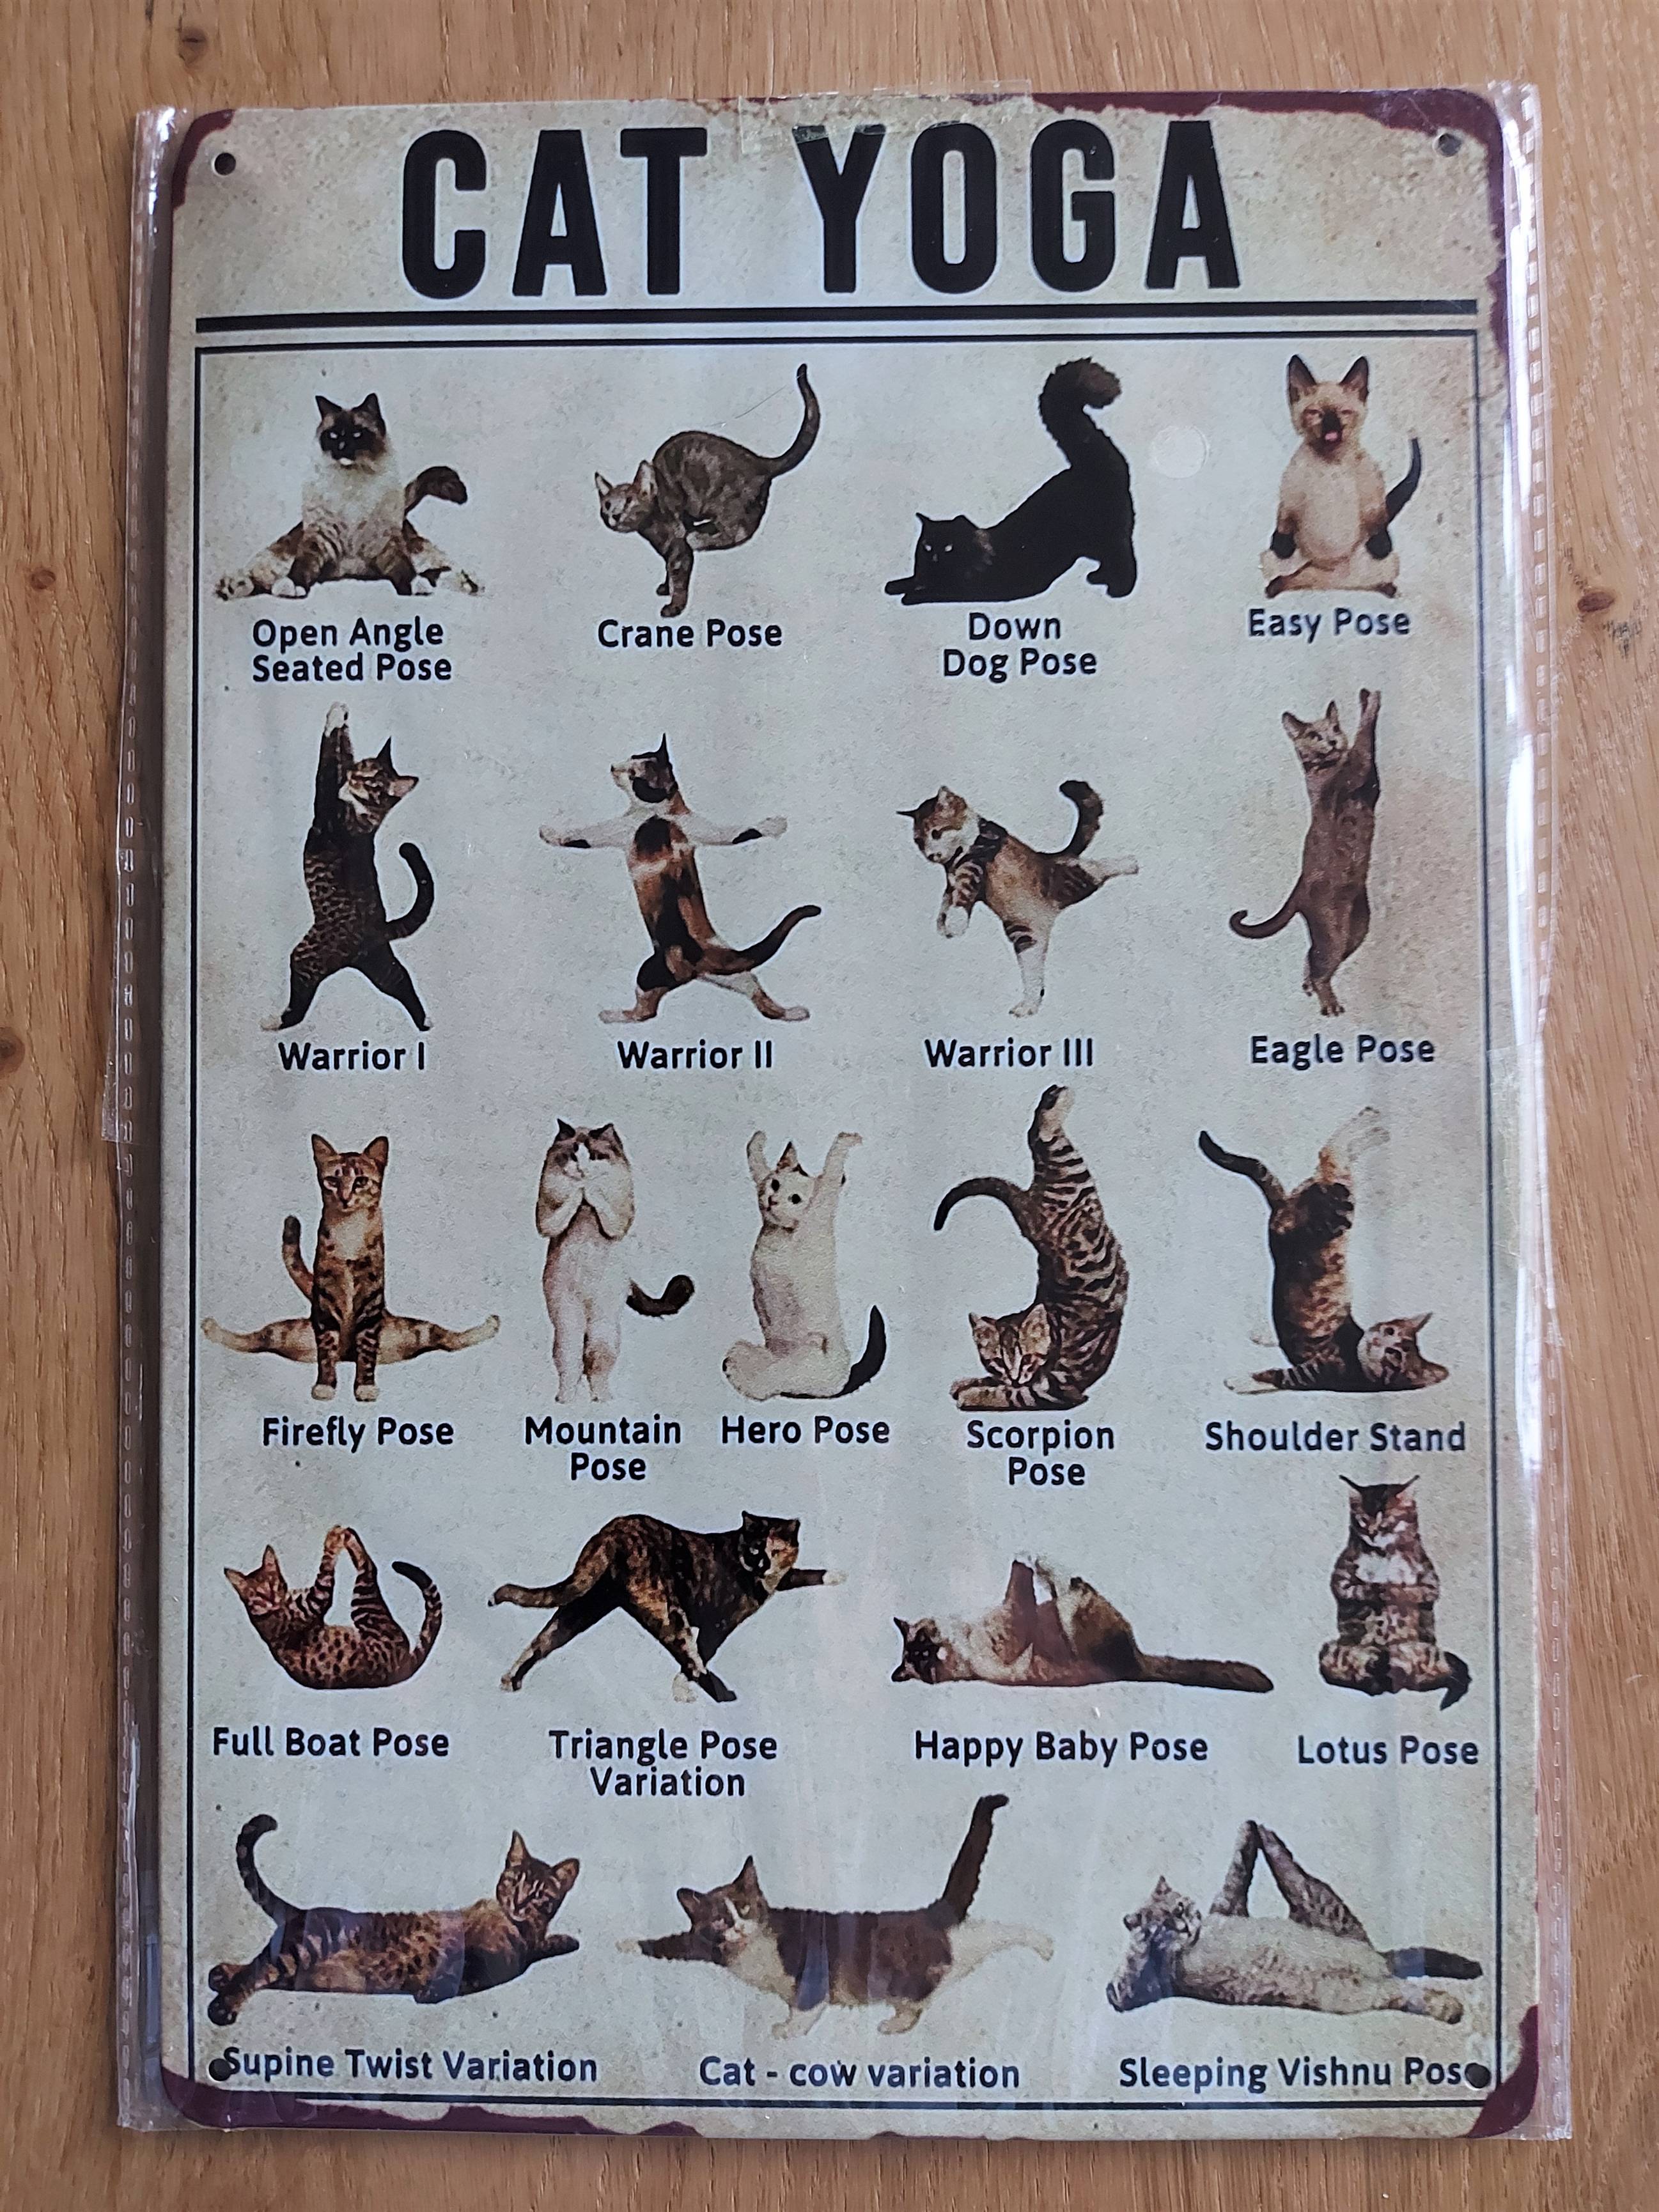 CAT YOGA
Open Angle
Seated Pose
Crane Pose
Down
Dog Pose
Easy Pose
Warrior I
Warrior II
Warrior III
Eagle Pose
Firefly Pose
Mountain
Pose
Hero Pose
Scorpion
Pose
Shoulder Stand
Full Boat Pose
Triangle Pose
Variation
Happy Baby Pose
Lotus Pose
Supine Twist Variation
Cat - cow variation
Sleeping Vishnu Pose